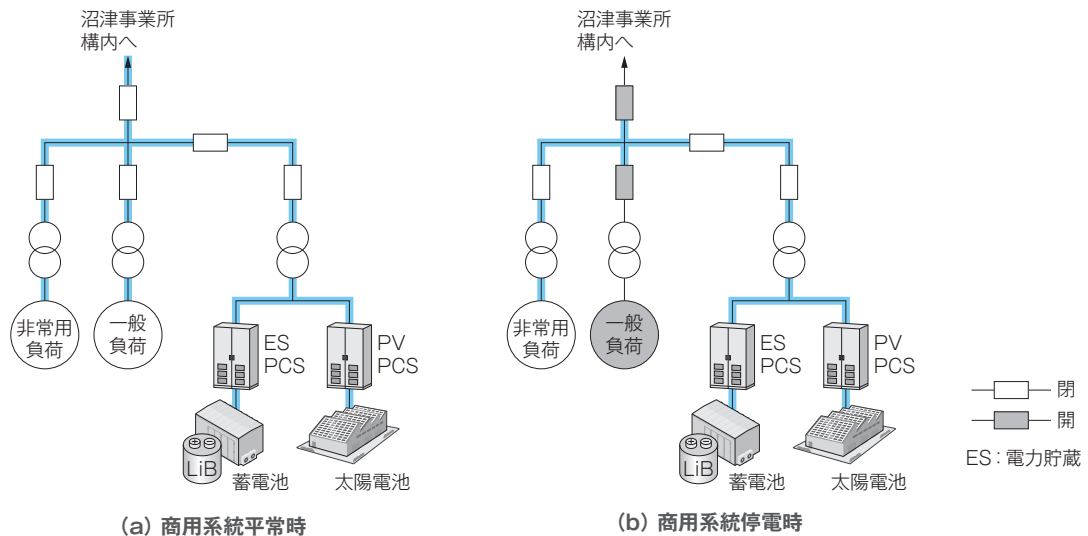 沼津事業所
構内へ
非常用
負荷
一般
負荷
ES
PCS
PV
PCS
LiB
蓄電池
太陽電池
(a) 商用系統平常時
沼津事業所
構内へ
非常用
負荷
一般
負荷
ES
PCS
PV
PCS
LiB
蓄電池
太陽電池
(b) 商用系統停電時
閉
開
ES：電力貯蔵